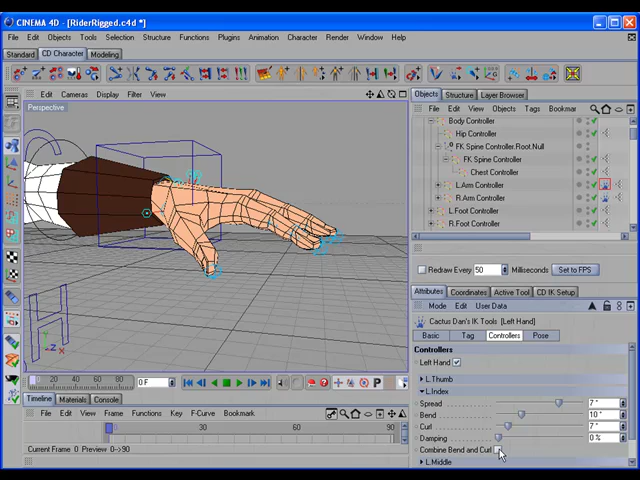 CINEMA 4D - [RiderRigged.c4d *]
File Edit Objects Tools Selection Structure Functions Plugins Animation Character Render Window Help
Standard CD Character Modeling
Edit Cameras Display Filter View
Perspective
Objects Structure Layer Browser
File Edit View Objects Tags Bookmar
Body Controller
Hip Controller
FK Spine Controller.Root.Null
FK Spine Controller
Chest Controller
L.Arm Controller
R.Arm Controller
L.Foot Controller
R.Foot Controller
Redraw Every 50 Milliseconds Set to FPS
Attributes Coordinates Active Tool CD IK Setup
Mode Edit User Data
Cactus Dan's IK Tools [Left Hand]
Basic Tag Controllers Pose
Controllers
Left Hand
L.Thumb
L.Index
Spread 7 °
Bend 10 °
Curl 7 °
Damping 0 %
Combine Bend and Curl
L.Middle
H
Y
Z X
0 20 40 60 80 100 0 F P
Timeline Console
File Edit Frame Functions Key F-Curve Bookmark
0 30 60 90
Current Frame 0 Preview 0-->90